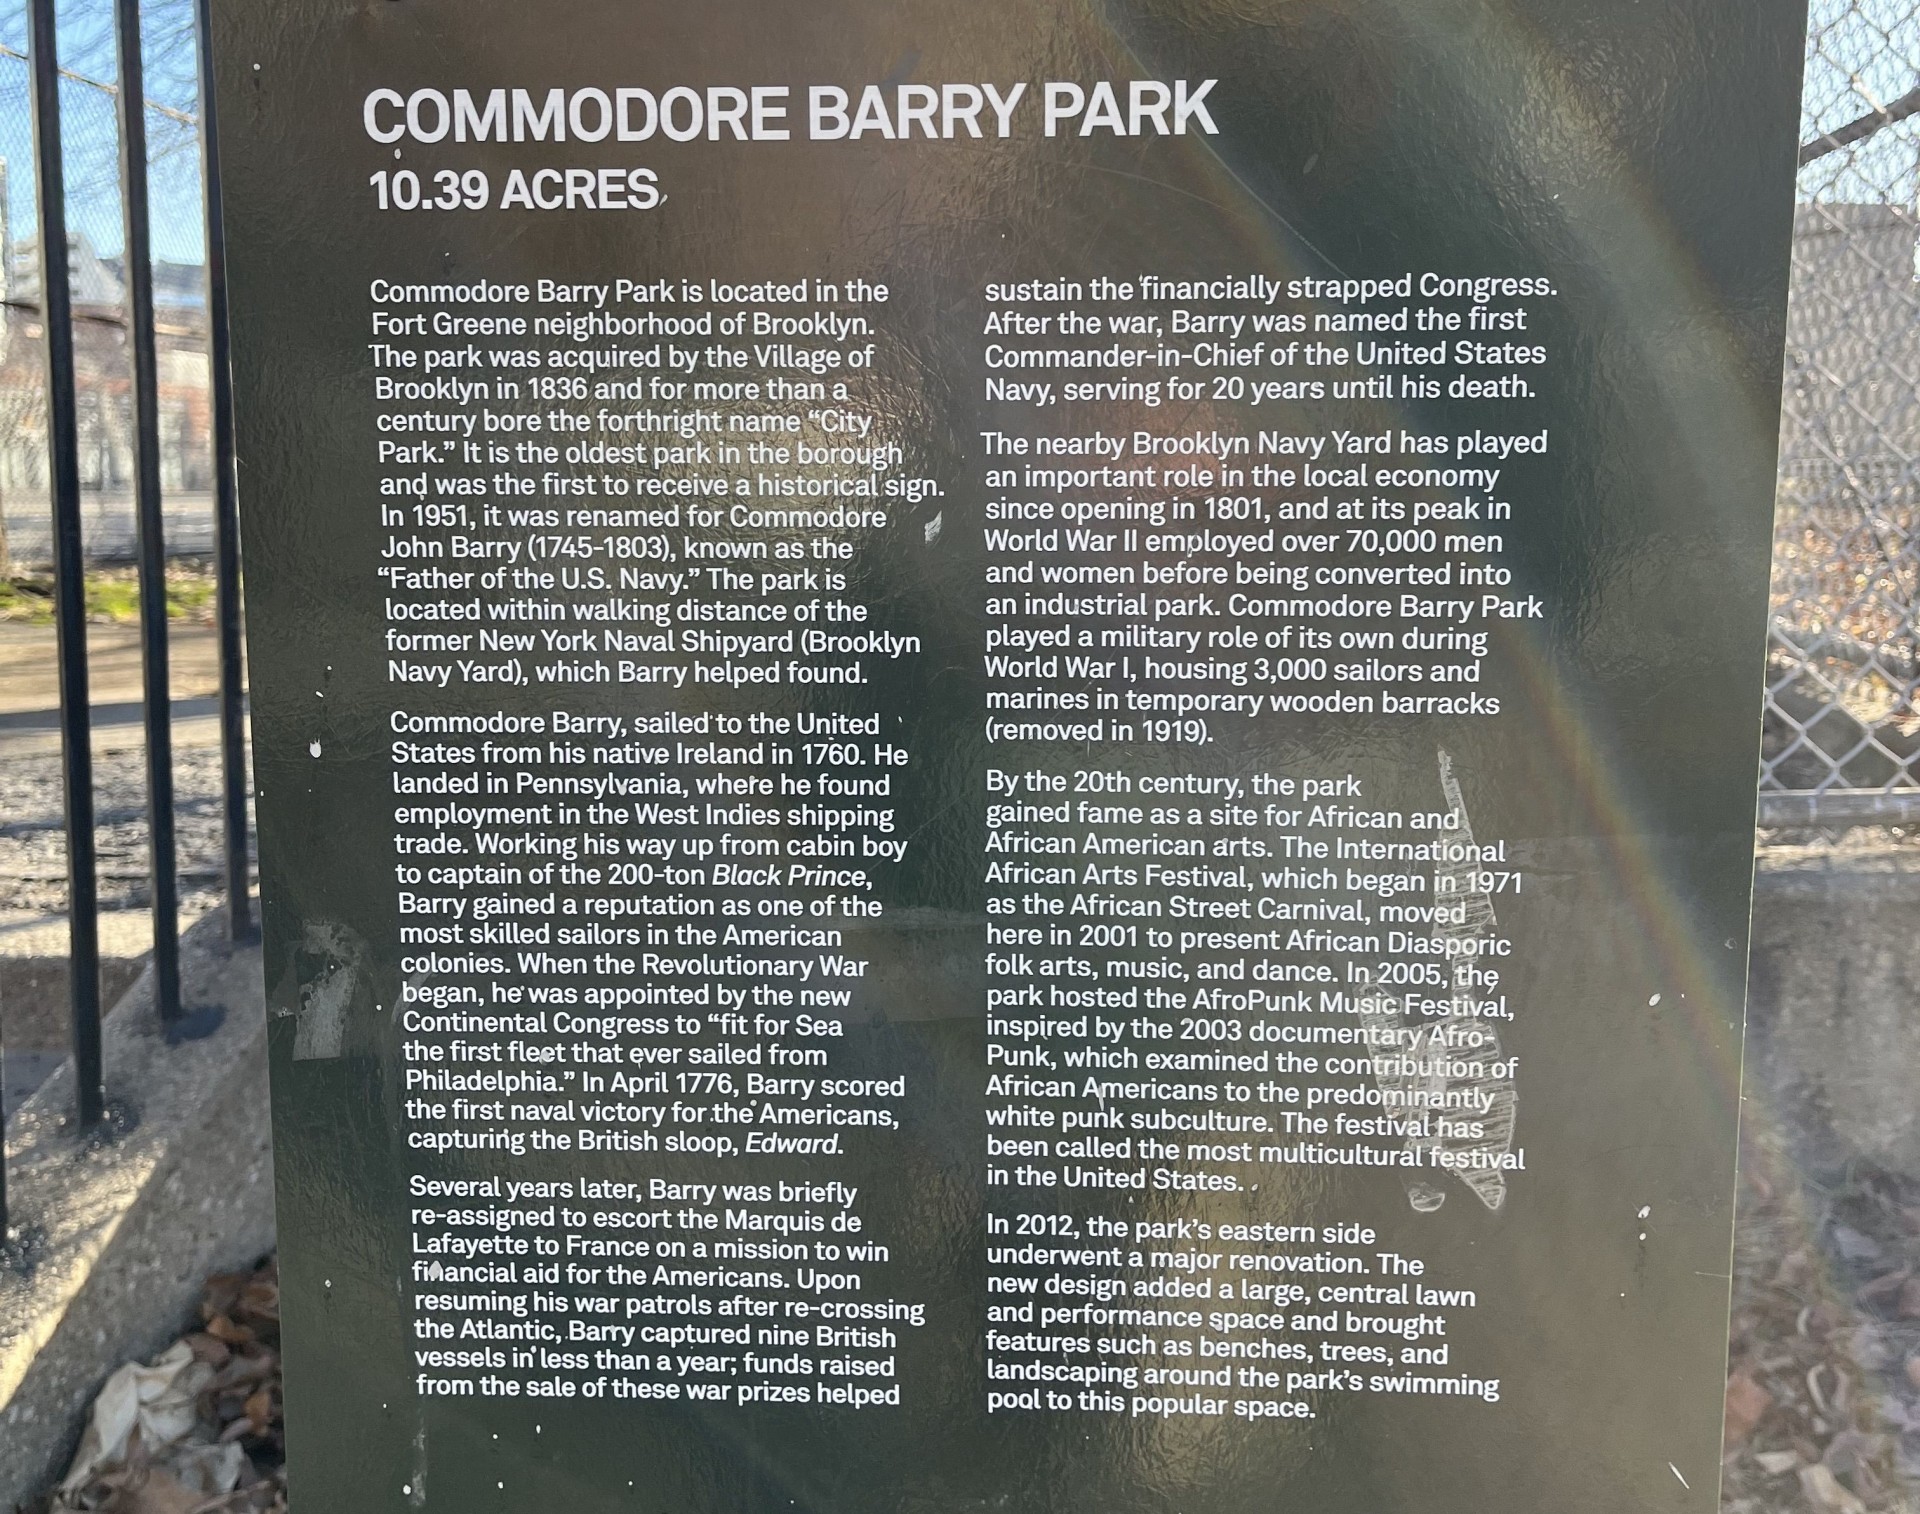 COMMODORE BARRY PARK
10.39 ACRES
Commodore Barry Park is located in the
Fort Greene neighborhood of Brooklyn.
The park was acquired by the Village of
Brooklyn in 1836 and for more than a
century bore the forthright name “City
Park.” It is the oldest park in the borough
and was the first to receive a historical sign.
In 1951, it was renamed for Commodore
John Barry (1745-1803), known as the
“Father of the U.S. Navy.” The park is
located within walking distance of the
former New York Naval Shipyard (Brooklyn
Navy Yard), which Barry helped found.
Commodore Barry, sailed to the United
States from his native Ireland in 1760. He
landed in Pennsylvania, where he found
employment in the West Indies shipping
trade. Working his way up from cabin boy
to captain of the 200-ton Black Prince,
Barry gained a reputation as one of the
most skilled sailors in the American
colonies. When the Revolutionary War
began, he was appointed by the new
Continental Congress to “fit for Sea
the first fleet that ever sailed from
Philadelphia.” In April 1776, Barry scored
the first naval victory for the Americans,
capturing the British sloop, Edward.
Several years later, Barry was briefly
re-assigned to escort the Marquis de
Lafayette to France on a mission to win
financial aid for the Americans. Upon
resuming his war patrols after re-crossing
the Atlantic, Barry captured nine British
vessels in less than a year; funds raised
from the sale of these war prizes helped
sustain the financially strapped Congress.
After the war, Barry was named the first
Commander-in-Chief of the United States
Navy, serving for 20 years until his death.
The nearby Brooklyn Navy Yard has played
an important role in the local economy
since opening in 1801, and at its peak in
World War II employed over 70,000 men
and women before being converted into
an industrial park. Commodore Barry Park
played a military role of its own during
World War I, housing 3,000 sailors and
marines in temporary wooden barracks
(removed in 1919).
By the 20th century, the park
gained fame as a site for African and
African American arts. The International
African Arts Festival, which began in 1971
as the African Street Carnival, moved
here in 2001 to present African Diasporic
folk arts, music, and dance. In 2005, the
park hosted the AfroPunk Music Festival,
inspired by the 2003 documentary Afro-
Punk, which examined the contribution of
African Americans to the predominantly
white punk subculture. The festival has
been called the most multicultural festival
in the United States.
In 2012, the park’s eastern side
underwent a major renovation. The
new design added a large, central lawn
and performance space and brought
features such as benches, trees, and
landscaping around the park’s swimming
pool to this popular space.